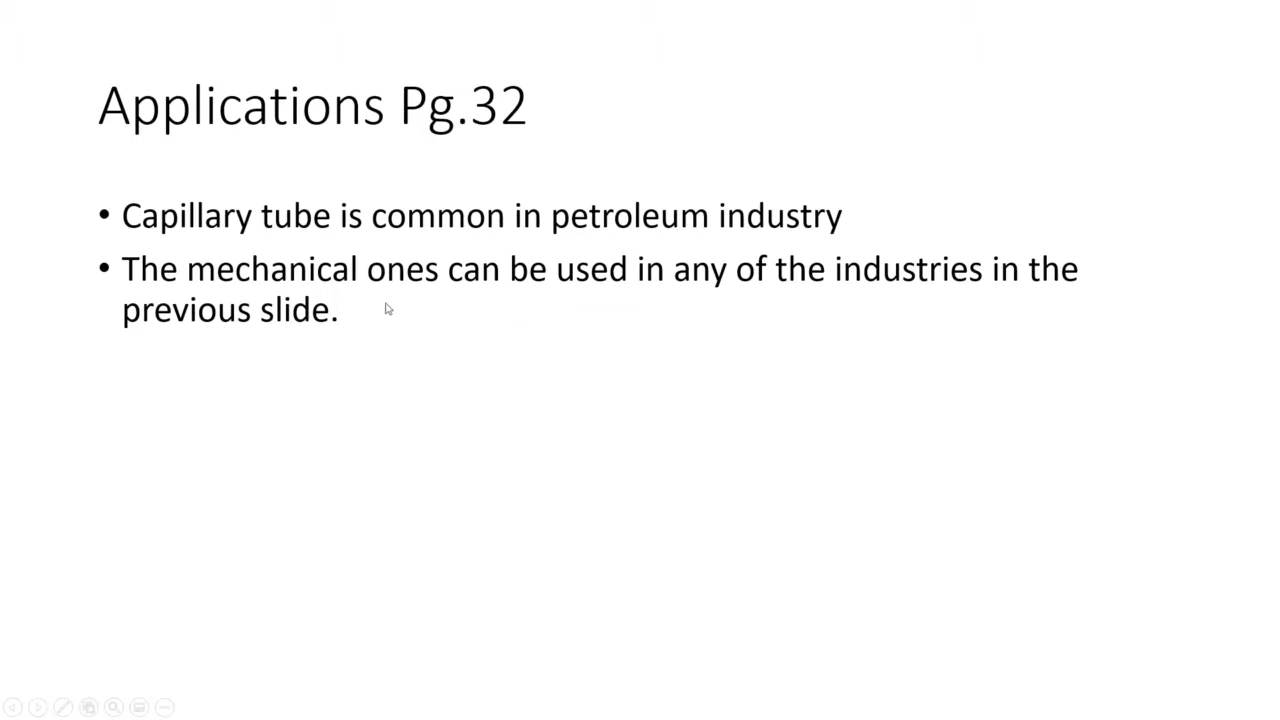 Applications Pg.32
• Capillary tube is common in petroleum industry
• The mechanical ones can be used in any of the industries in the
previous slide.